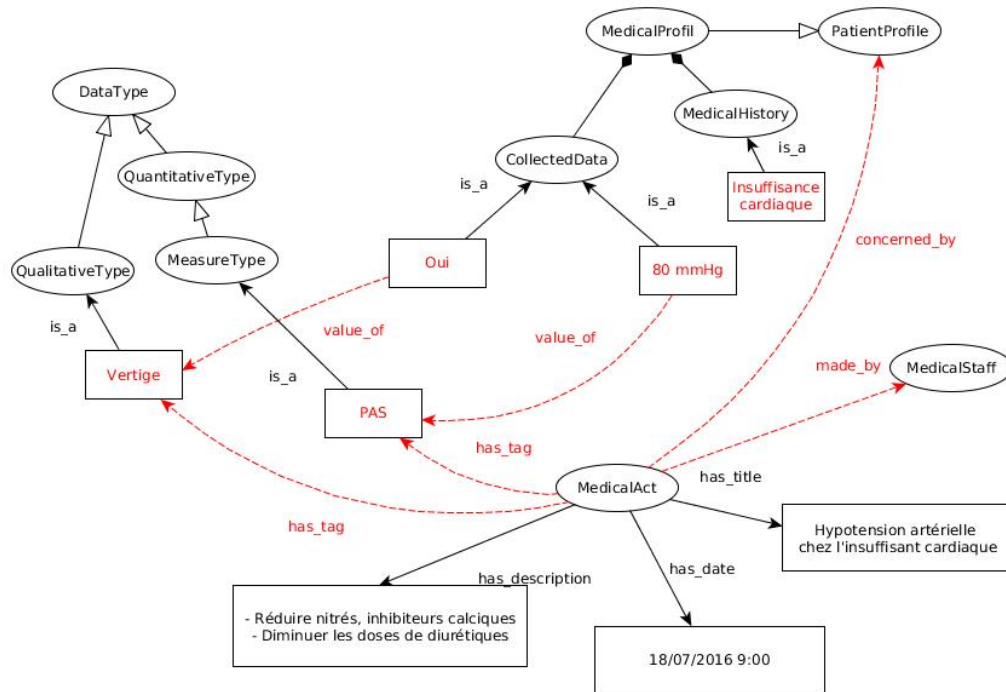 MedicalProfil
PatientProfile
DataType
MedicalHistory
CollectedData
QuantitativeType
is_a
is_a
Insuffisance
cardiaque
is_a
concerned_by
Oui
80 mmHg
QualitativeType
MeasureType
is_a
value_of
value_of
made_by
MedicalStaff
Vertige
is_a
PAS
has_tag
has_title
MedicalAct
has_tag
Hypotension artérielle
chez l'insuffisant cardiaque
has_description
has_date
- Réduire nitrés, inhibiteurs calciques
- Diminuer les doses de diurétiques
18/07/2016 9:00